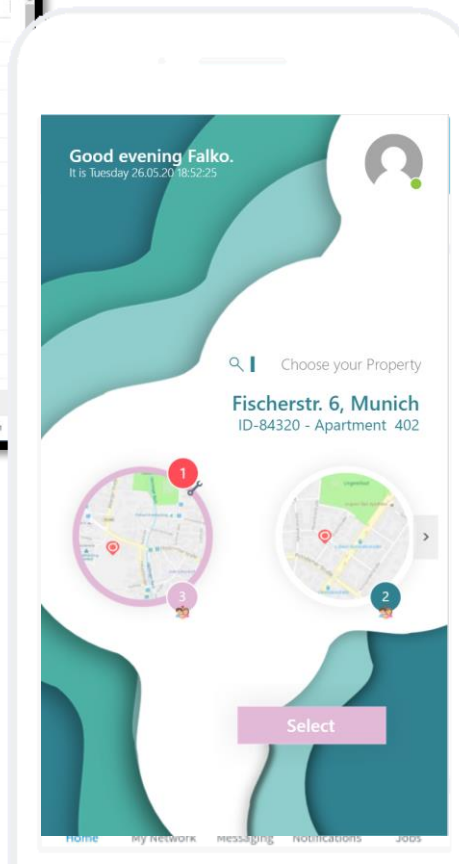 Good evening Falko.
It is Tuesday 26.05.20 18:52:25
Choose your Property
Fischerstr. 6, Munich
ID-84320 - Apartment 402
1
3
2
Select
Home My Network Messaging Notifications Jobs